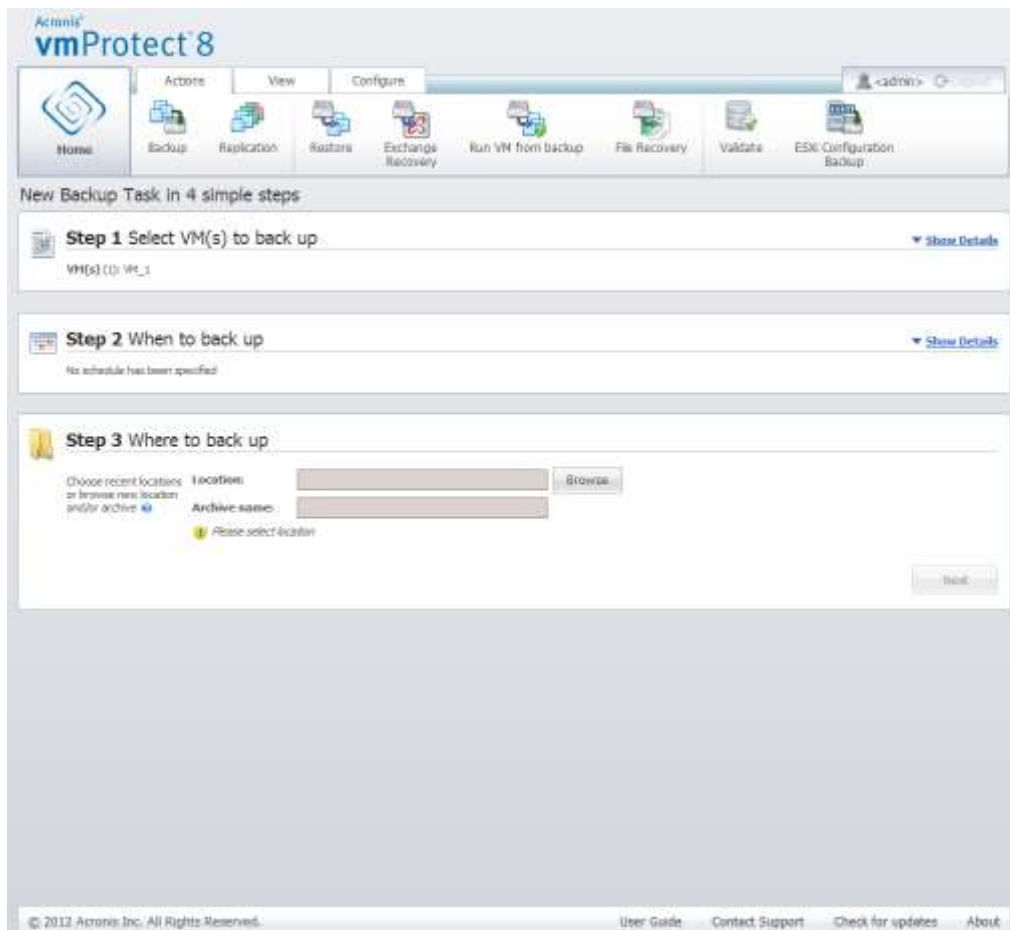 Acronis
vmProtect 8
Actions View Configure <admin>
Home
Backup Replication Restore Exchange Recovery Run VM from backup File Recovery Validate ESXi Configuration Backup
New Backup Task in 4 simple steps
Step 1 Select VM(s) to back up
Show Details
VM(s) (1): VM_1
Step 2 When to back up
Show Details
No schedule has been specified
Step 3 Where to back up
Choose recent locations
or browse new location
and/or archive
Location:
Browse
Archive name:
Please select location
Next
© 2012 Acronis Inc. All Rights Reserved.
User Guide Contact Support Check for updates About